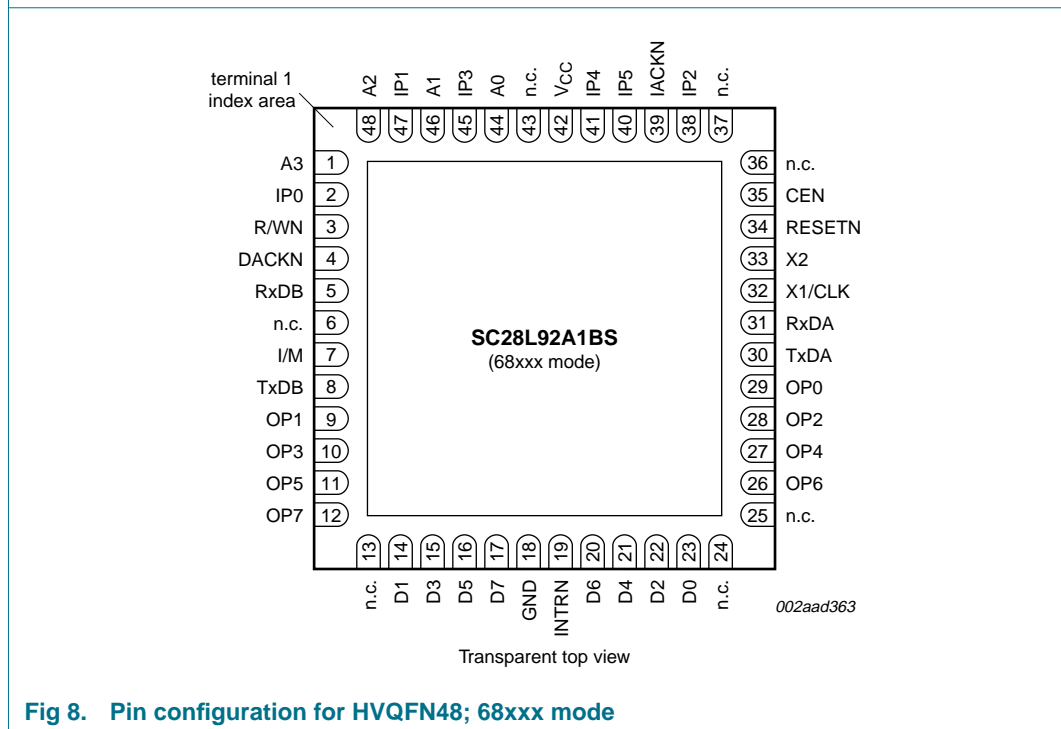 terminal 1
index area
A2 IP1 A1 IP3 A0 n.c. VCC IP4 IP5 IACKN IP2 n.c.
48 47 46 45 44 43 42 41 40 39 38 37
A3 1 36 n.c.
IP0 2 35 CEN
R/WN 3 34 RESETN
DACKN 4 33 X2
RxDB 5 32 X1/CLK
n.c. 6 31 RxDA
I/M 7 30 TxDA
TxDB 8 29 OP0
OP1 9 28 OP2
OP3 10 27 OP4
OP5 11 26 OP6
OP7 12 25 n.c.
SC28L92A1BS
(68xxx mode)
13 14 15 16 17 18 19 20 21 22 23 24
n.c. D1 D3 D5 D7 GND INTRN D6 D4 D2 D0 n.c.
002aad363
Transparent top view
Fig 8. Pin configuration for HVQFN48; 68xxx mode